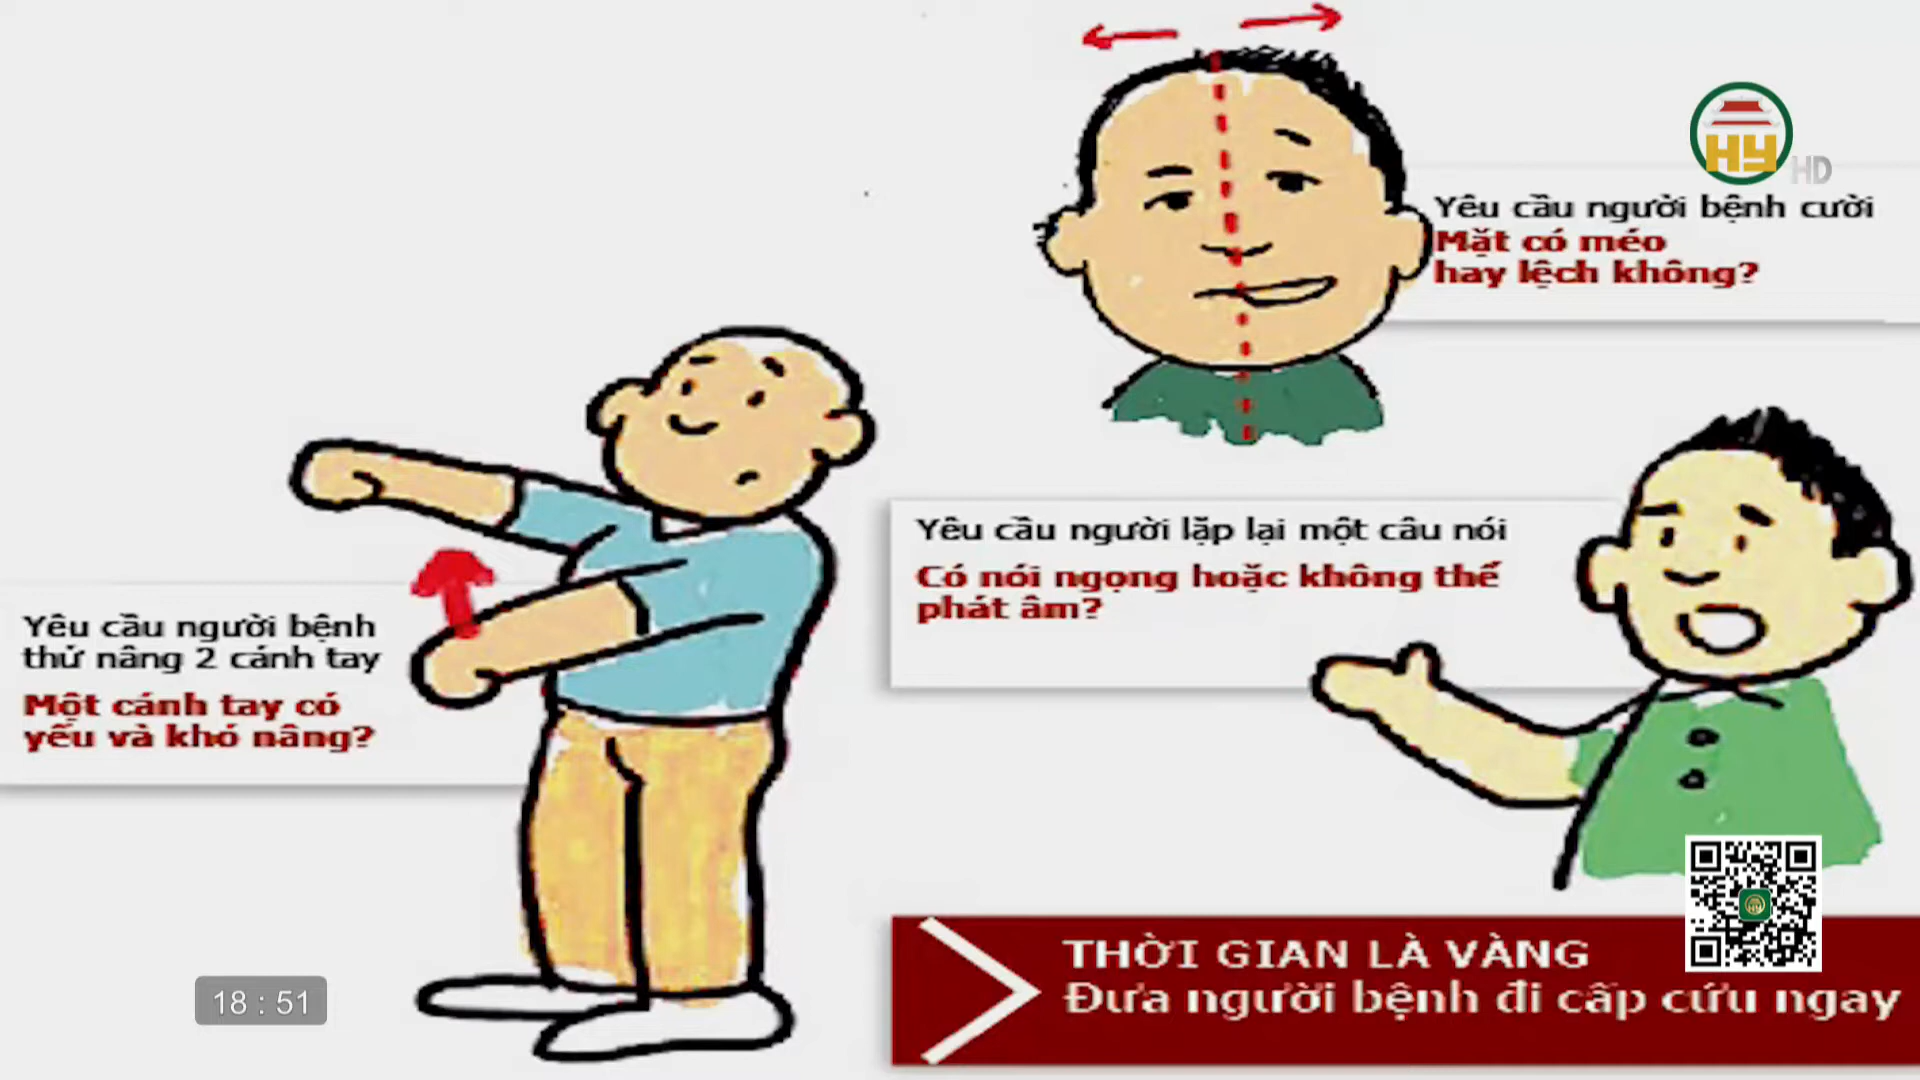 HY
HD
Yêu cầu người bệnh cười
Mặt có méo
hay lệch không?
Yêu cầu người lặp lại một câu nói
Có nói ngọng hoặc không thể
phát âm?
Yêu cầu người bệnh
thử nâng 2 cánh tay
Một cánh tay có
yếu và khó nâng?
THỜI GIAN LÀ VÀNG
Đưa người bệnh đi cấp cứu ngay
18 : 51